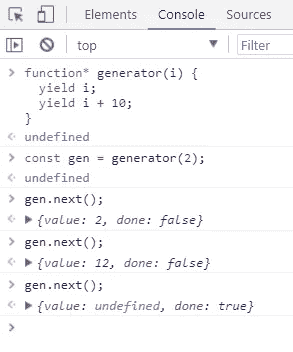 Elements Console Sources
top Filter
function* generator(i) {
yield i;
yield i + 10;
}
undefined
const gen = generator(2);
undefined
gen.next();
{value: 2, done: false}
gen.next();
{value: 12, done: false}
gen.next();
{value: undefined, done: true}